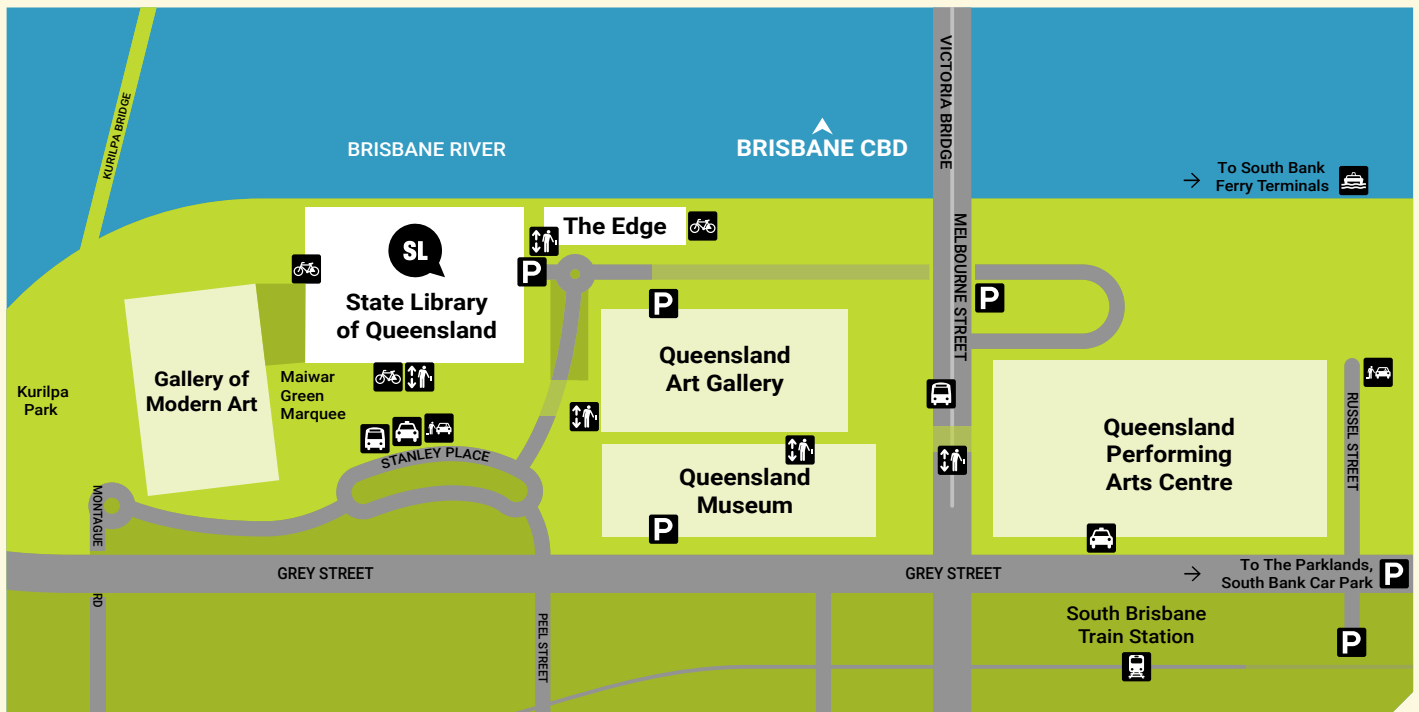 KURILPA BRIDGE
BRISBANE RIVER
BRISBANE CBD
VICTORIA BRIDGE
To South Bank
Ferry Terminals
SL
State Library
of Queensland
The Edge
P
MELBOURNE STREET
P
P
Queensland
Art Gallery
Gallery of
Modern Art
Maiwar
Green
Marquee
Kurilpa
Park
STANLEY PLACE
Queensland
Museum
P
Queensland
Performing
Arts Centre
RUSSEL STREET
MONTAGUE
RD
GREY STREET
GREY STREET
To The Parklands,
South Bank Car Park
P
PEEL STREET
South Brisbane
Train Station
P